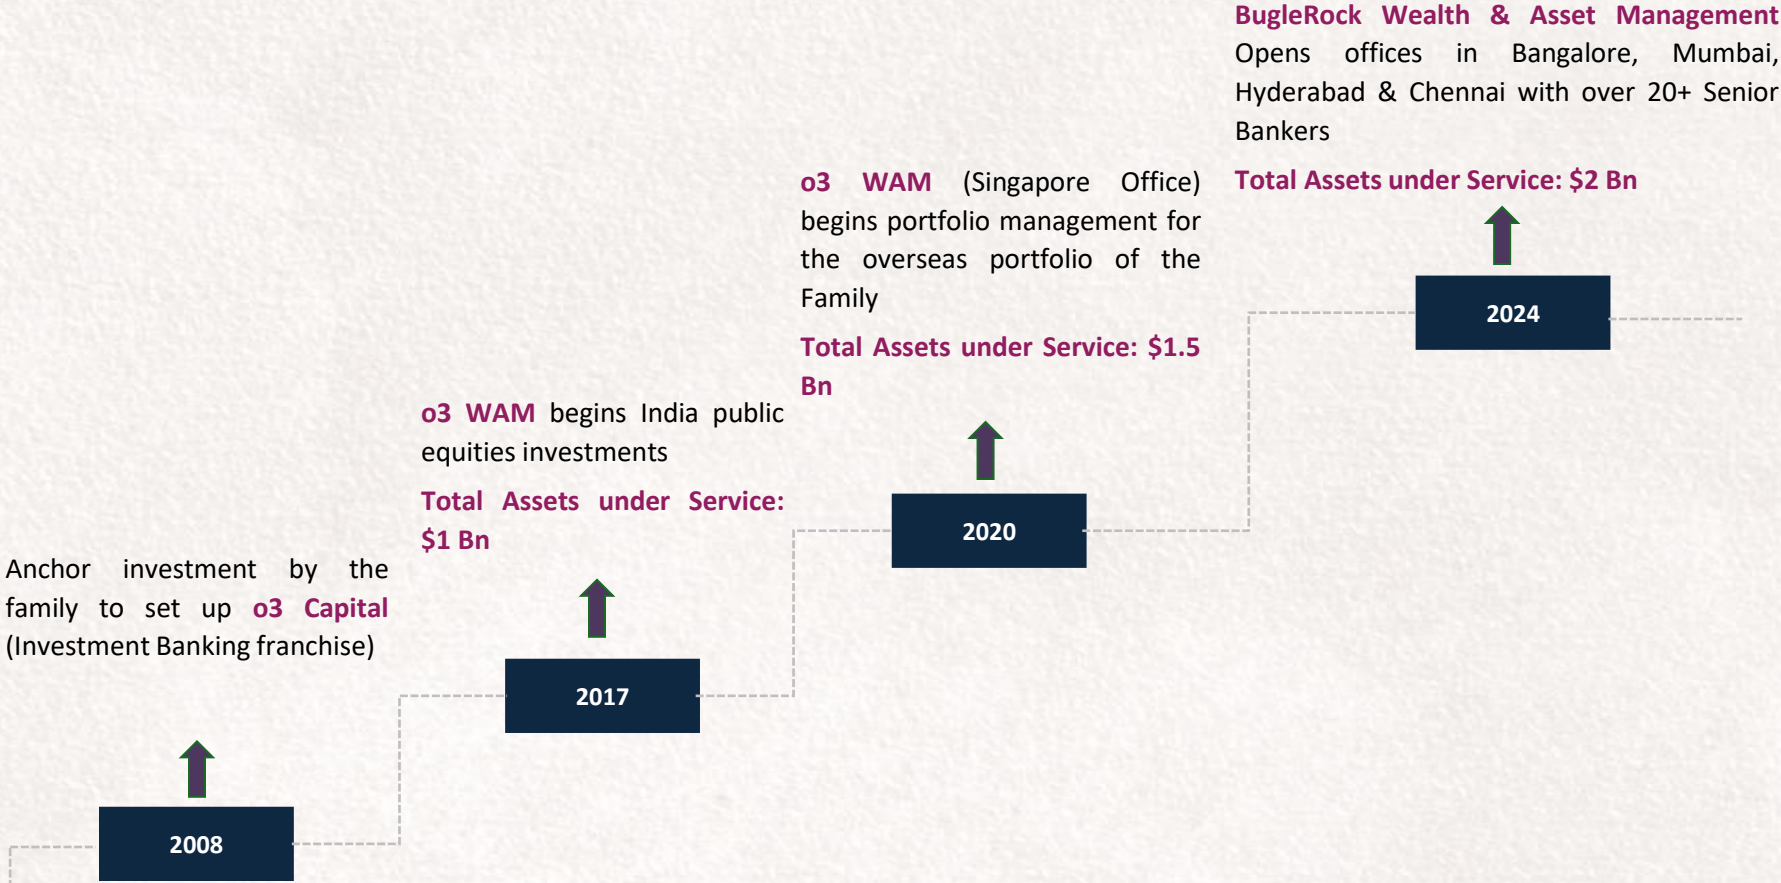 BugleRock Wealth & Asset Management
Opens offices in Bangalore, Mumbai,
Hyderabad & Chennai with over 20+ Senior
Bankers
Total Assets under Service: $2 Bn
2024
o3 WAM (Singapore Office)
begins portfolio management for
the overseas portfolio of the
Family
Total Assets under Service: $1.5
Bn
2020
o3 WAM begins India public
equities investments
Total Assets under Service:
$1 Bn
2017
Anchor investment by the
family to set up o3 Capital
(Investment Banking franchise)
2008